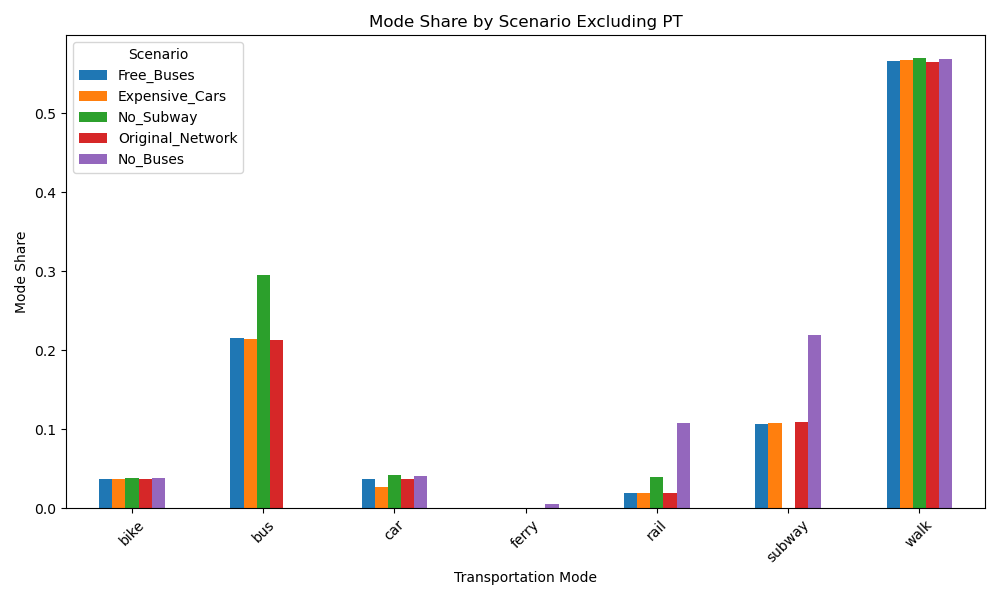 Mode Share by Scenario Excluding PT
Scenario
Free_Buses
Expensive_Cars
No_Subway
Original_Network
No_Buses
Mode Share
0.5
0.4
0.3
0.2
0.1
0.0
bike
bus
car
ferry
rail
subway
walk
Transportation Mode